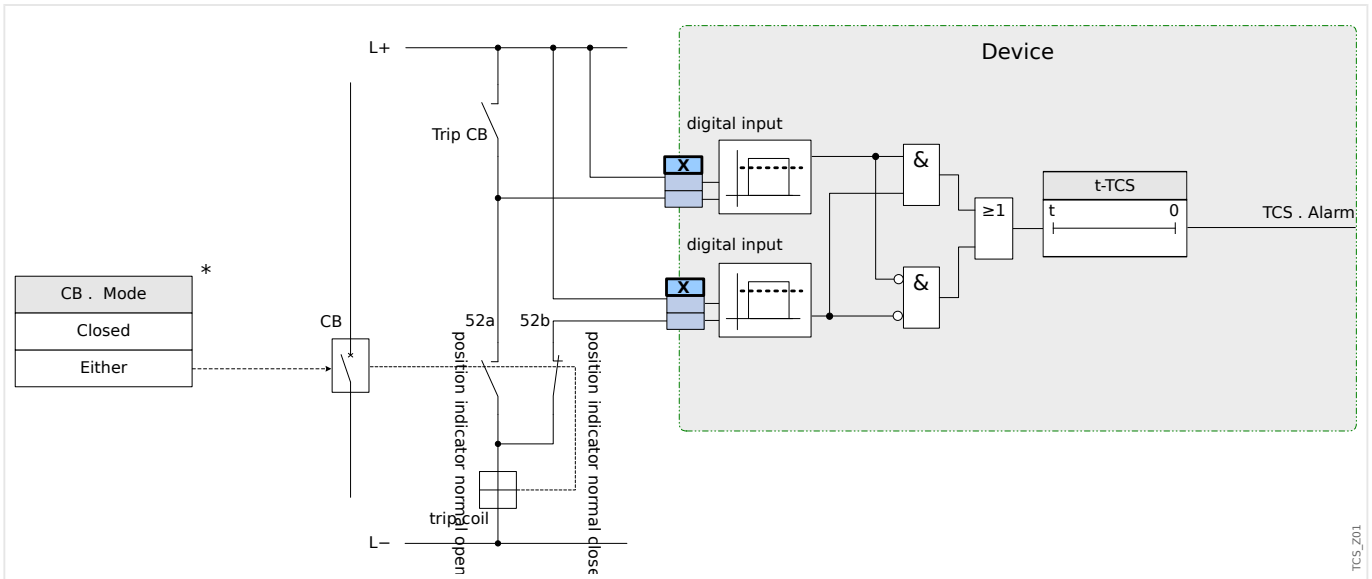 L+
Device
digital input
Trip CB
X
&
t-TCS
≥1
t 0
TCS . Alarm
digital input
*
CB . Mode
X
&
Closed
CB
52a 52b
Either
position indicator normal open
position indicator normal close
trip coil
L−
TCS_Z01